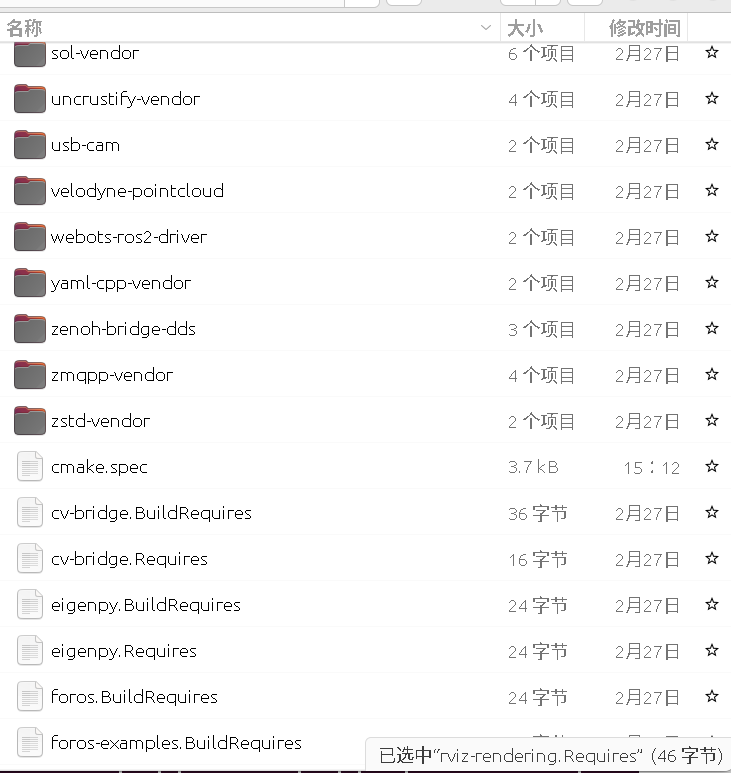 名称 大小 修改时间
sol-vendor 6 个项目 2月27日
uncrustify-vendor 4 个项目 2月27日
usb-cam 2 个项目 2月27日
velodyne-pointcloud 2 个项目 2月27日
webots-ros2-driver 2 个项目 2月27日
yaml-cpp-vendor 2 个项目 2月27日
zenoh-bridge-dds 3 个项目 2月27日
zmqpp-vendor 4 个项目 2月27日
zstd-vendor 2 个项目 2月27日
cmake.spec 3.7 kB 15：12
cv-bridge.BuildRequires 36 字节 2月27日
cv-bridge.Requires 16 字节 2月27日
eigenpy.BuildRequires 24 字节 2月27日
eigenpy.Requires 24 字节 2月27日
foros.BuildRequires 24 字节 2月27日
foros-examples.BuildRequires
已选中“rviz-rendering.Requires” (46 字节)